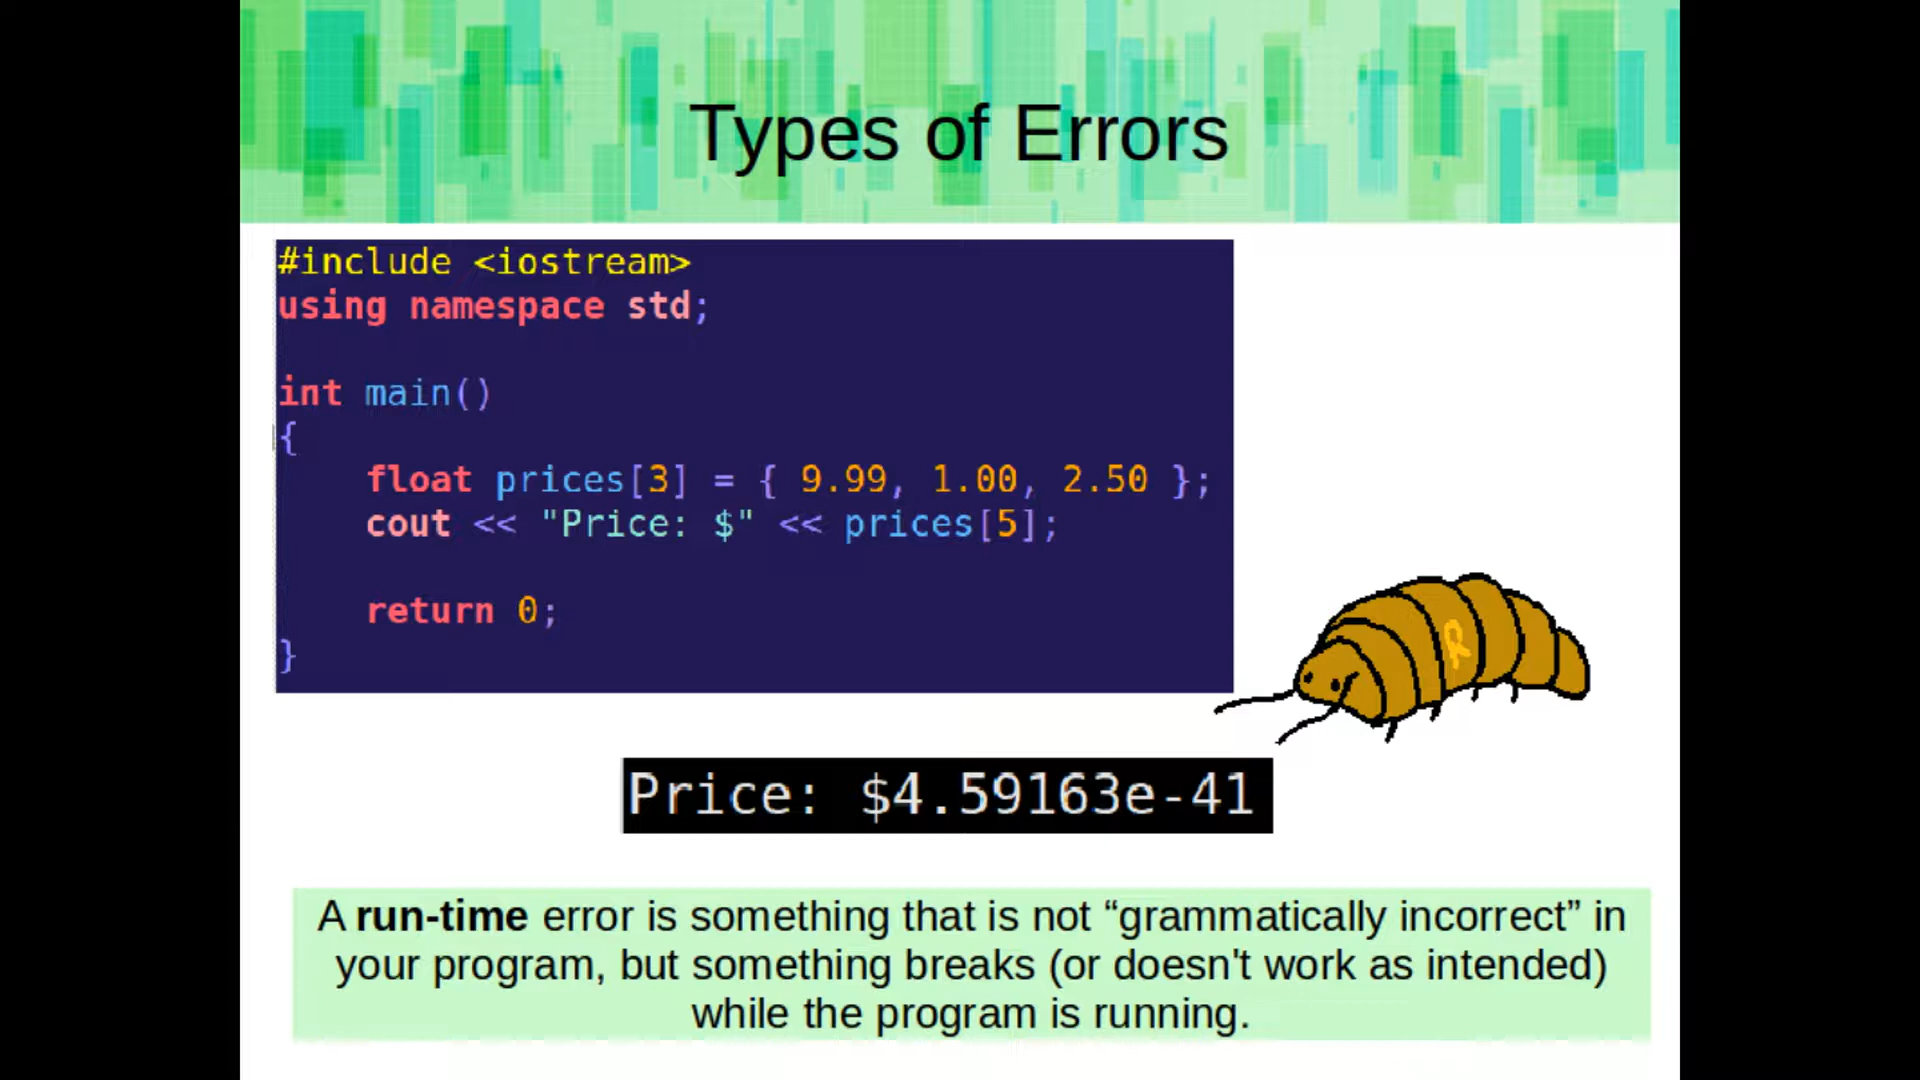 Types of Errors
#include <iostream>
using namespace std;
int main()
{
    float prices[3] = { 9.99, 1.00, 2.50 };
    cout << "Price: $" << prices[5];
    return 0;
}
R
Price: $4.59163e-41
A run-time error is something that is not “grammatically incorrect” in
your program, but something breaks (or doesn't work as intended)
while the program is running.